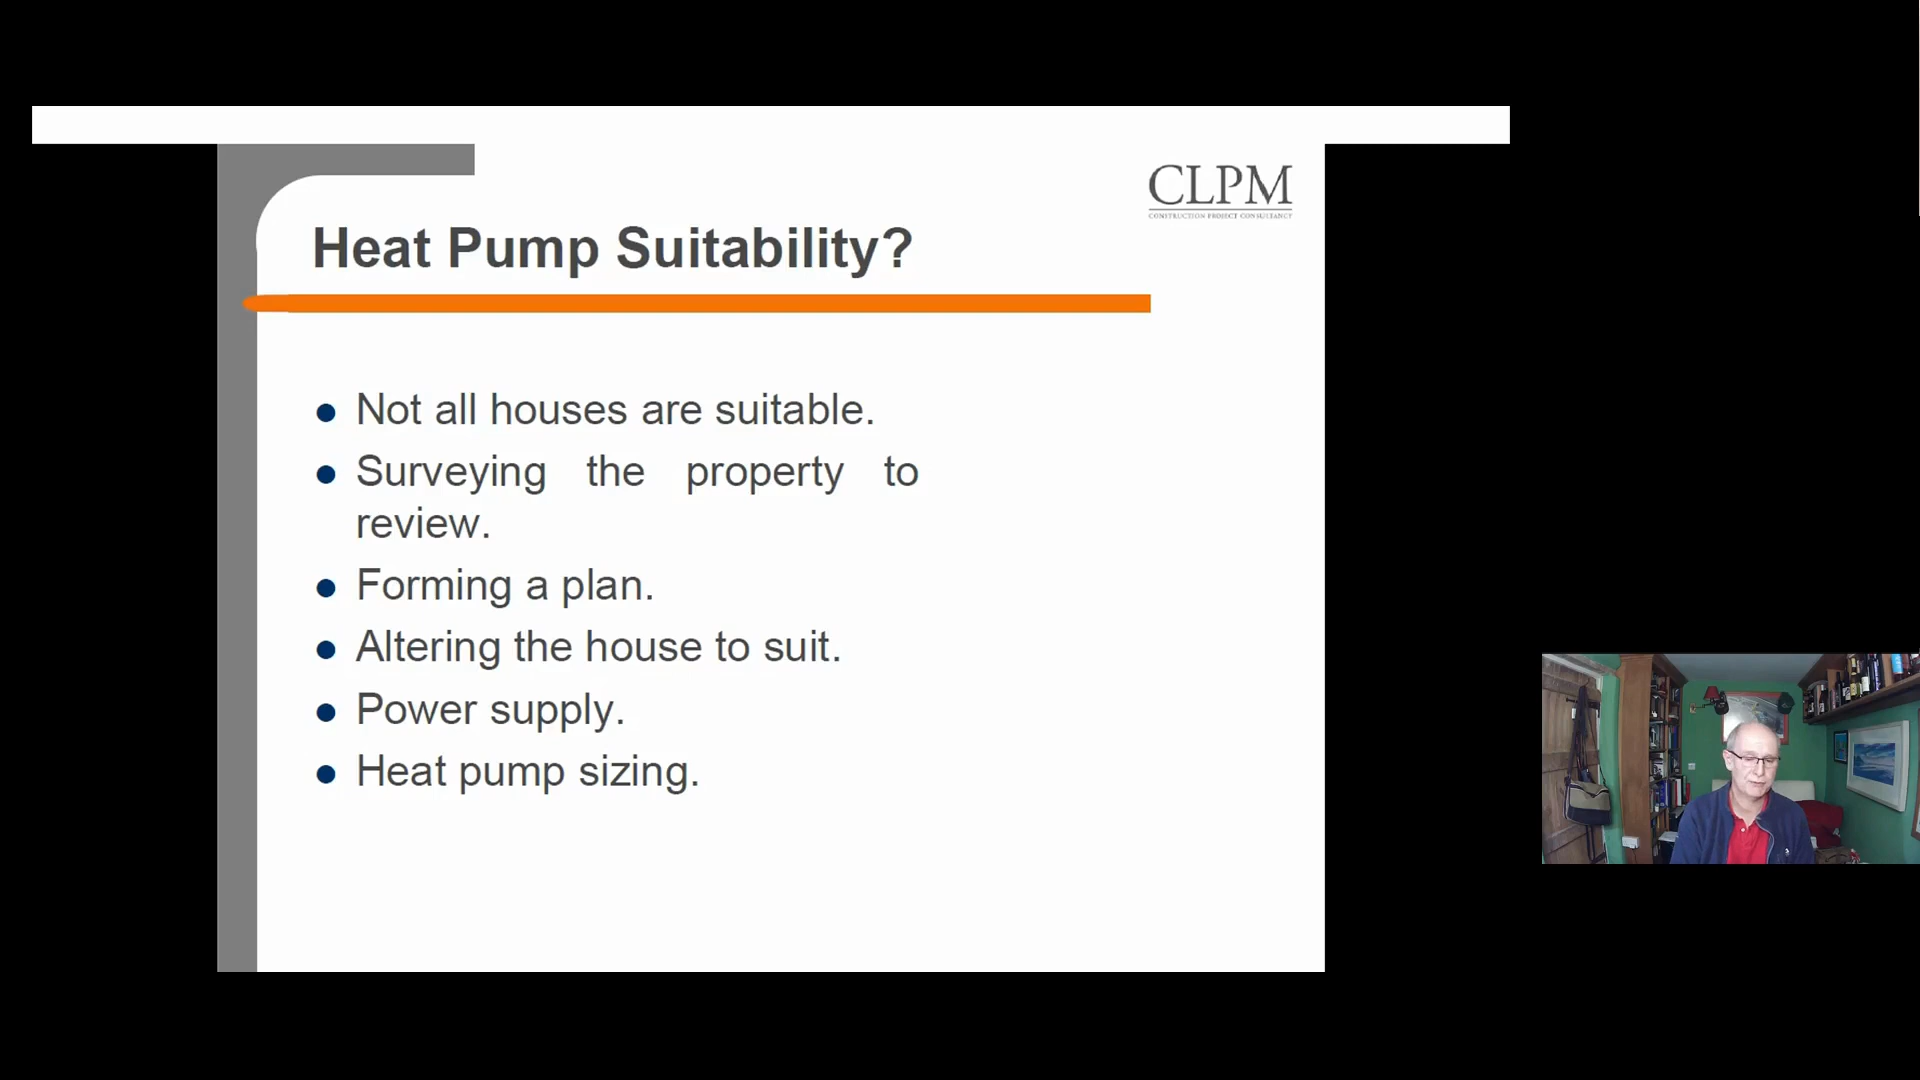 CLPM
CONSTRUCTION PROJECT CONSULTANCY
Heat Pump Suitability?
Not all houses are suitable.
Surveying the property to
review.
Forming a plan.
Altering the house to suit.
Power supply.
Heat pump sizing.